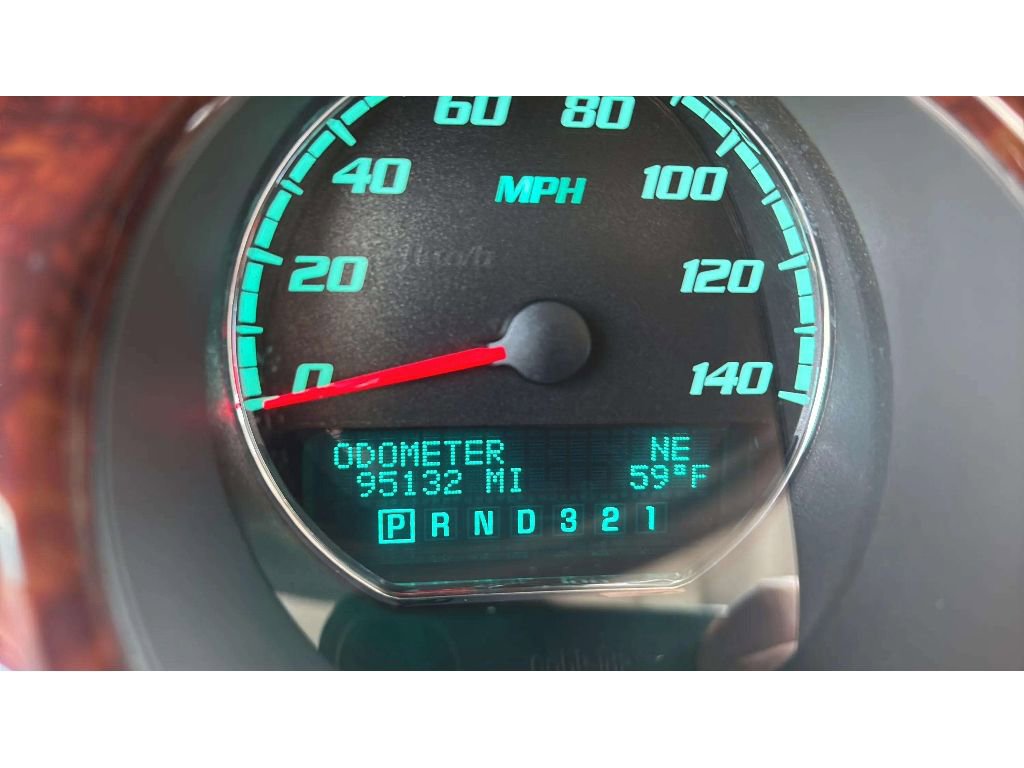 60 80
40 MPH 100
20 120
0 140
ODOMETER NE
95132 MI 59°F
P R N D 3 2 1